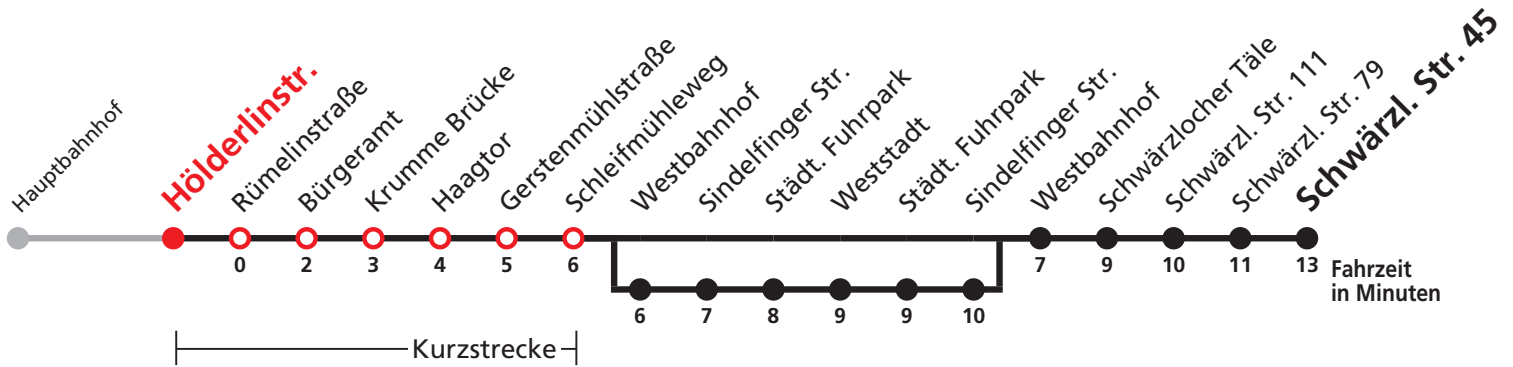 Hauptbahnhof
Hölderlinstr.
Rümelinstraße
Bürgeramt
Krumme Brücke
Haagtor
Gerstenmühlstraße
Schleifmühleweg
Westbahnhof
Sindelfinger Str.
Städt. Fuhrpark
Weststadt
Städt. Fuhrpark
Sindelfinger Str.
Westbahnhof
Schwärzlocher Täle
Schwärzl. Str. 111
Schwärzl. Str. 79
Schwärzl. Str. 45
0 2 3 4 5 6 7 9 10 11 13
Fahrzeit
in Minuten
6 7 8 9 9 10
Kurzstrecke